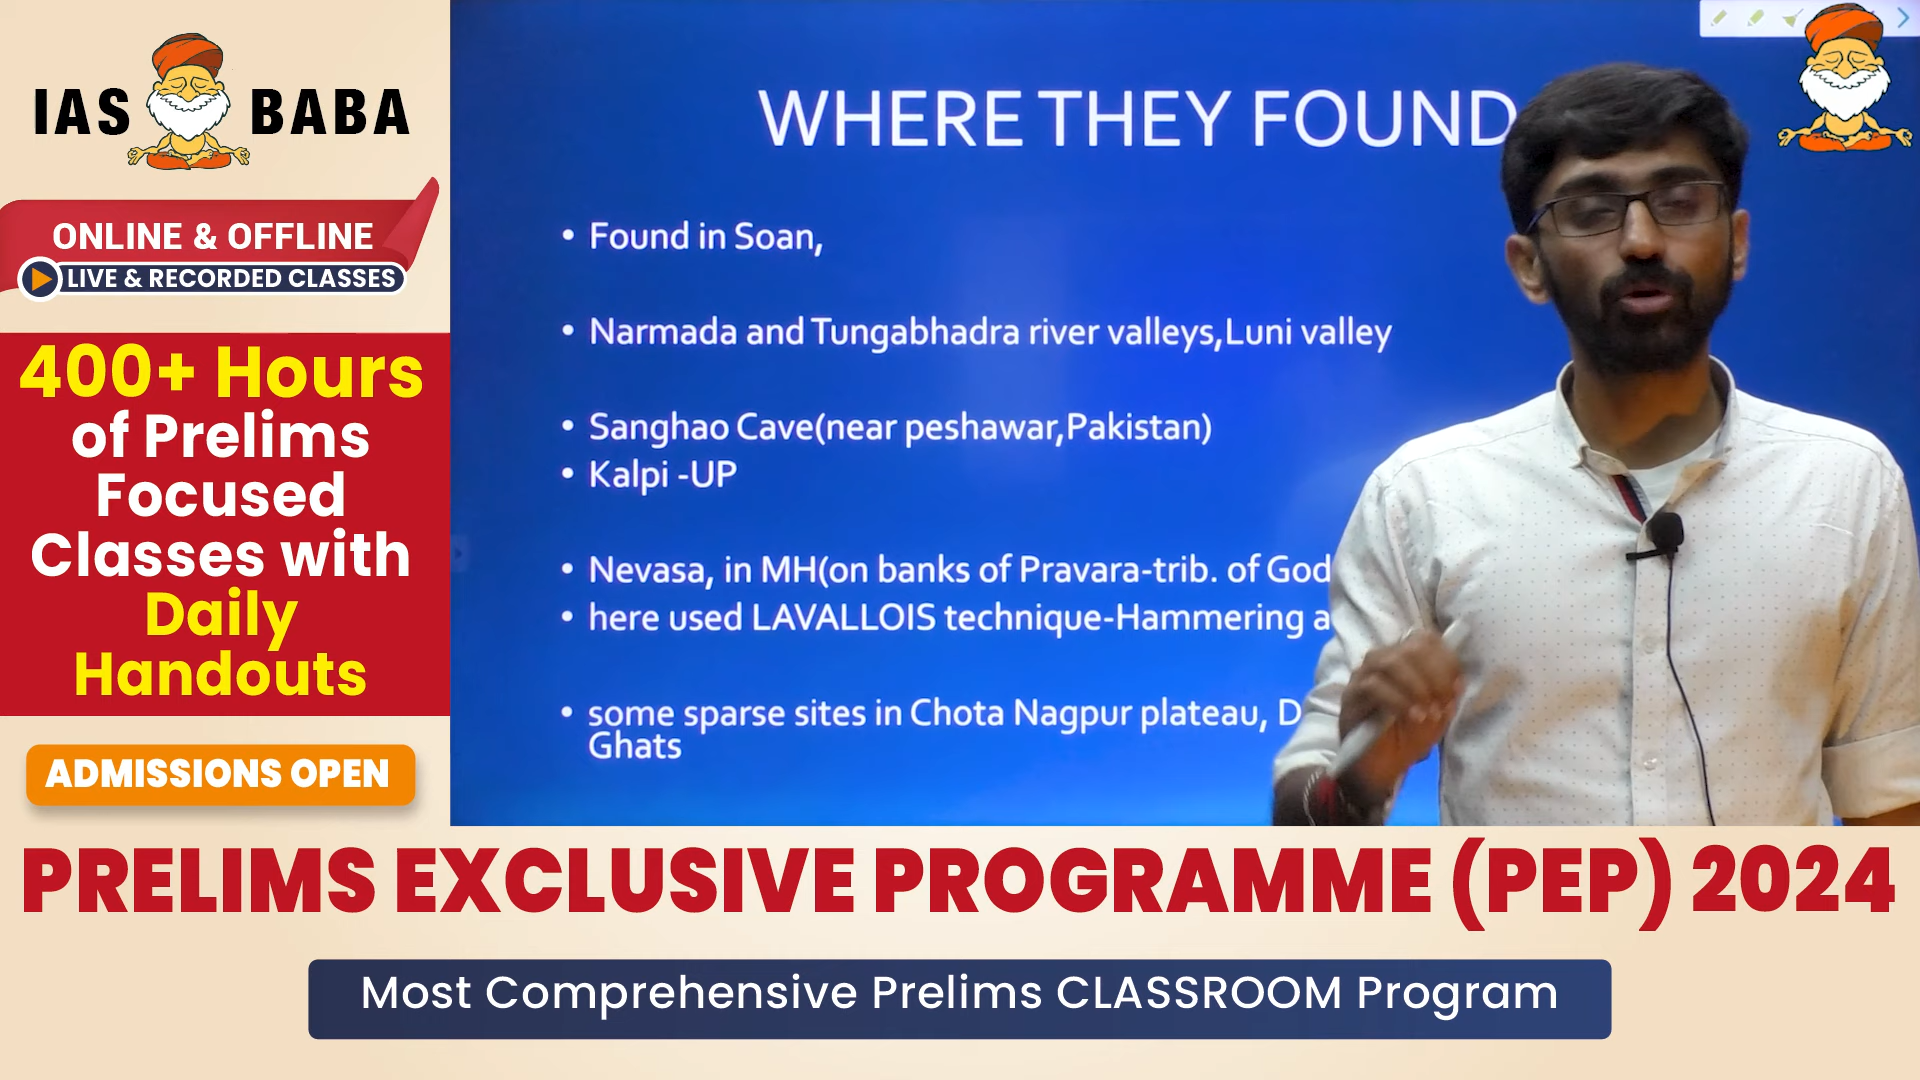 IAS BABA
ONLINE & OFFLINE
LIVE & RECORDED CLASSES
400+ Hours
of Prelims
Focused
Classes with
Daily
Handouts
ADMISSIONS OPEN
WHERE THEY FOUND
• Found in Soan,
• Narmada and Tungabhadra river valleys,Luni valley
• Sanghao Cave(near peshawar,Pakistan)
• Kalpi -UP
• Nevasa, in MH(on banks of Pravara-trib. of God
• here used LAVALLOIS technique-Hammering a
• some sparse sites in Chota Nagpur plateau, D
Ghats
PRELIMS EXCLUSIVE PROGRAMME (PEP) 2024
Most Comprehensive Prelims CLASSROOM Program